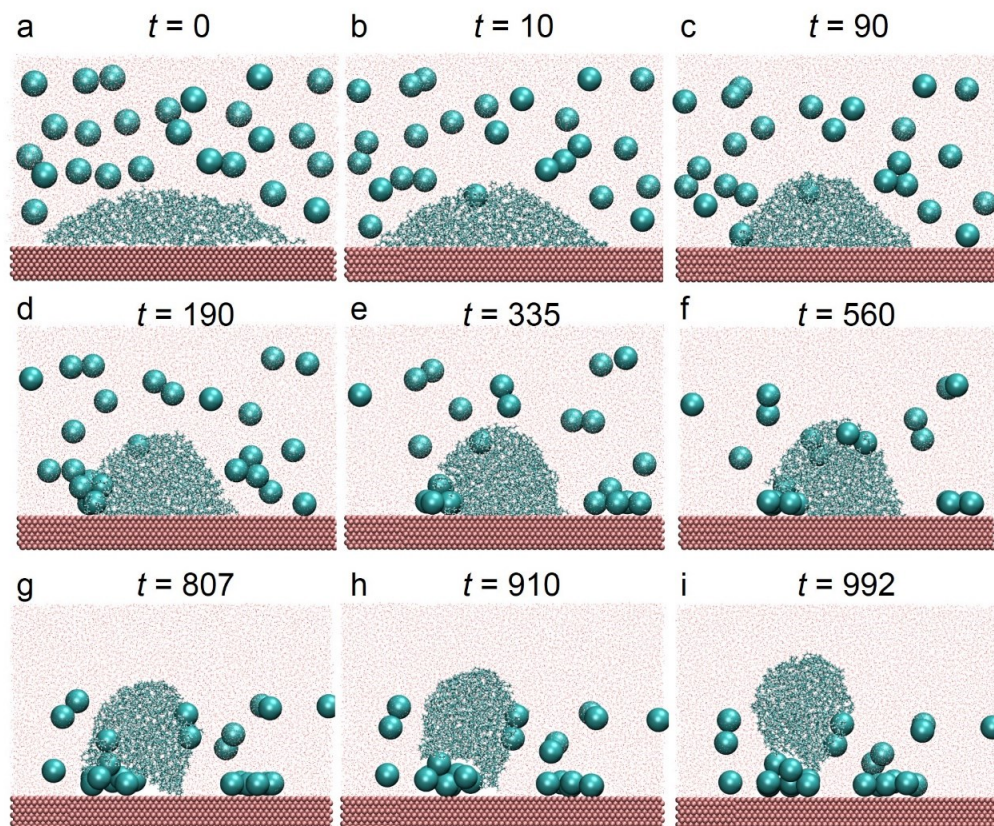 a t = 0
b t = 10
c t = 90
d t = 190
e t = 335
f t = 560
g t = 807
h t = 910
i t = 992